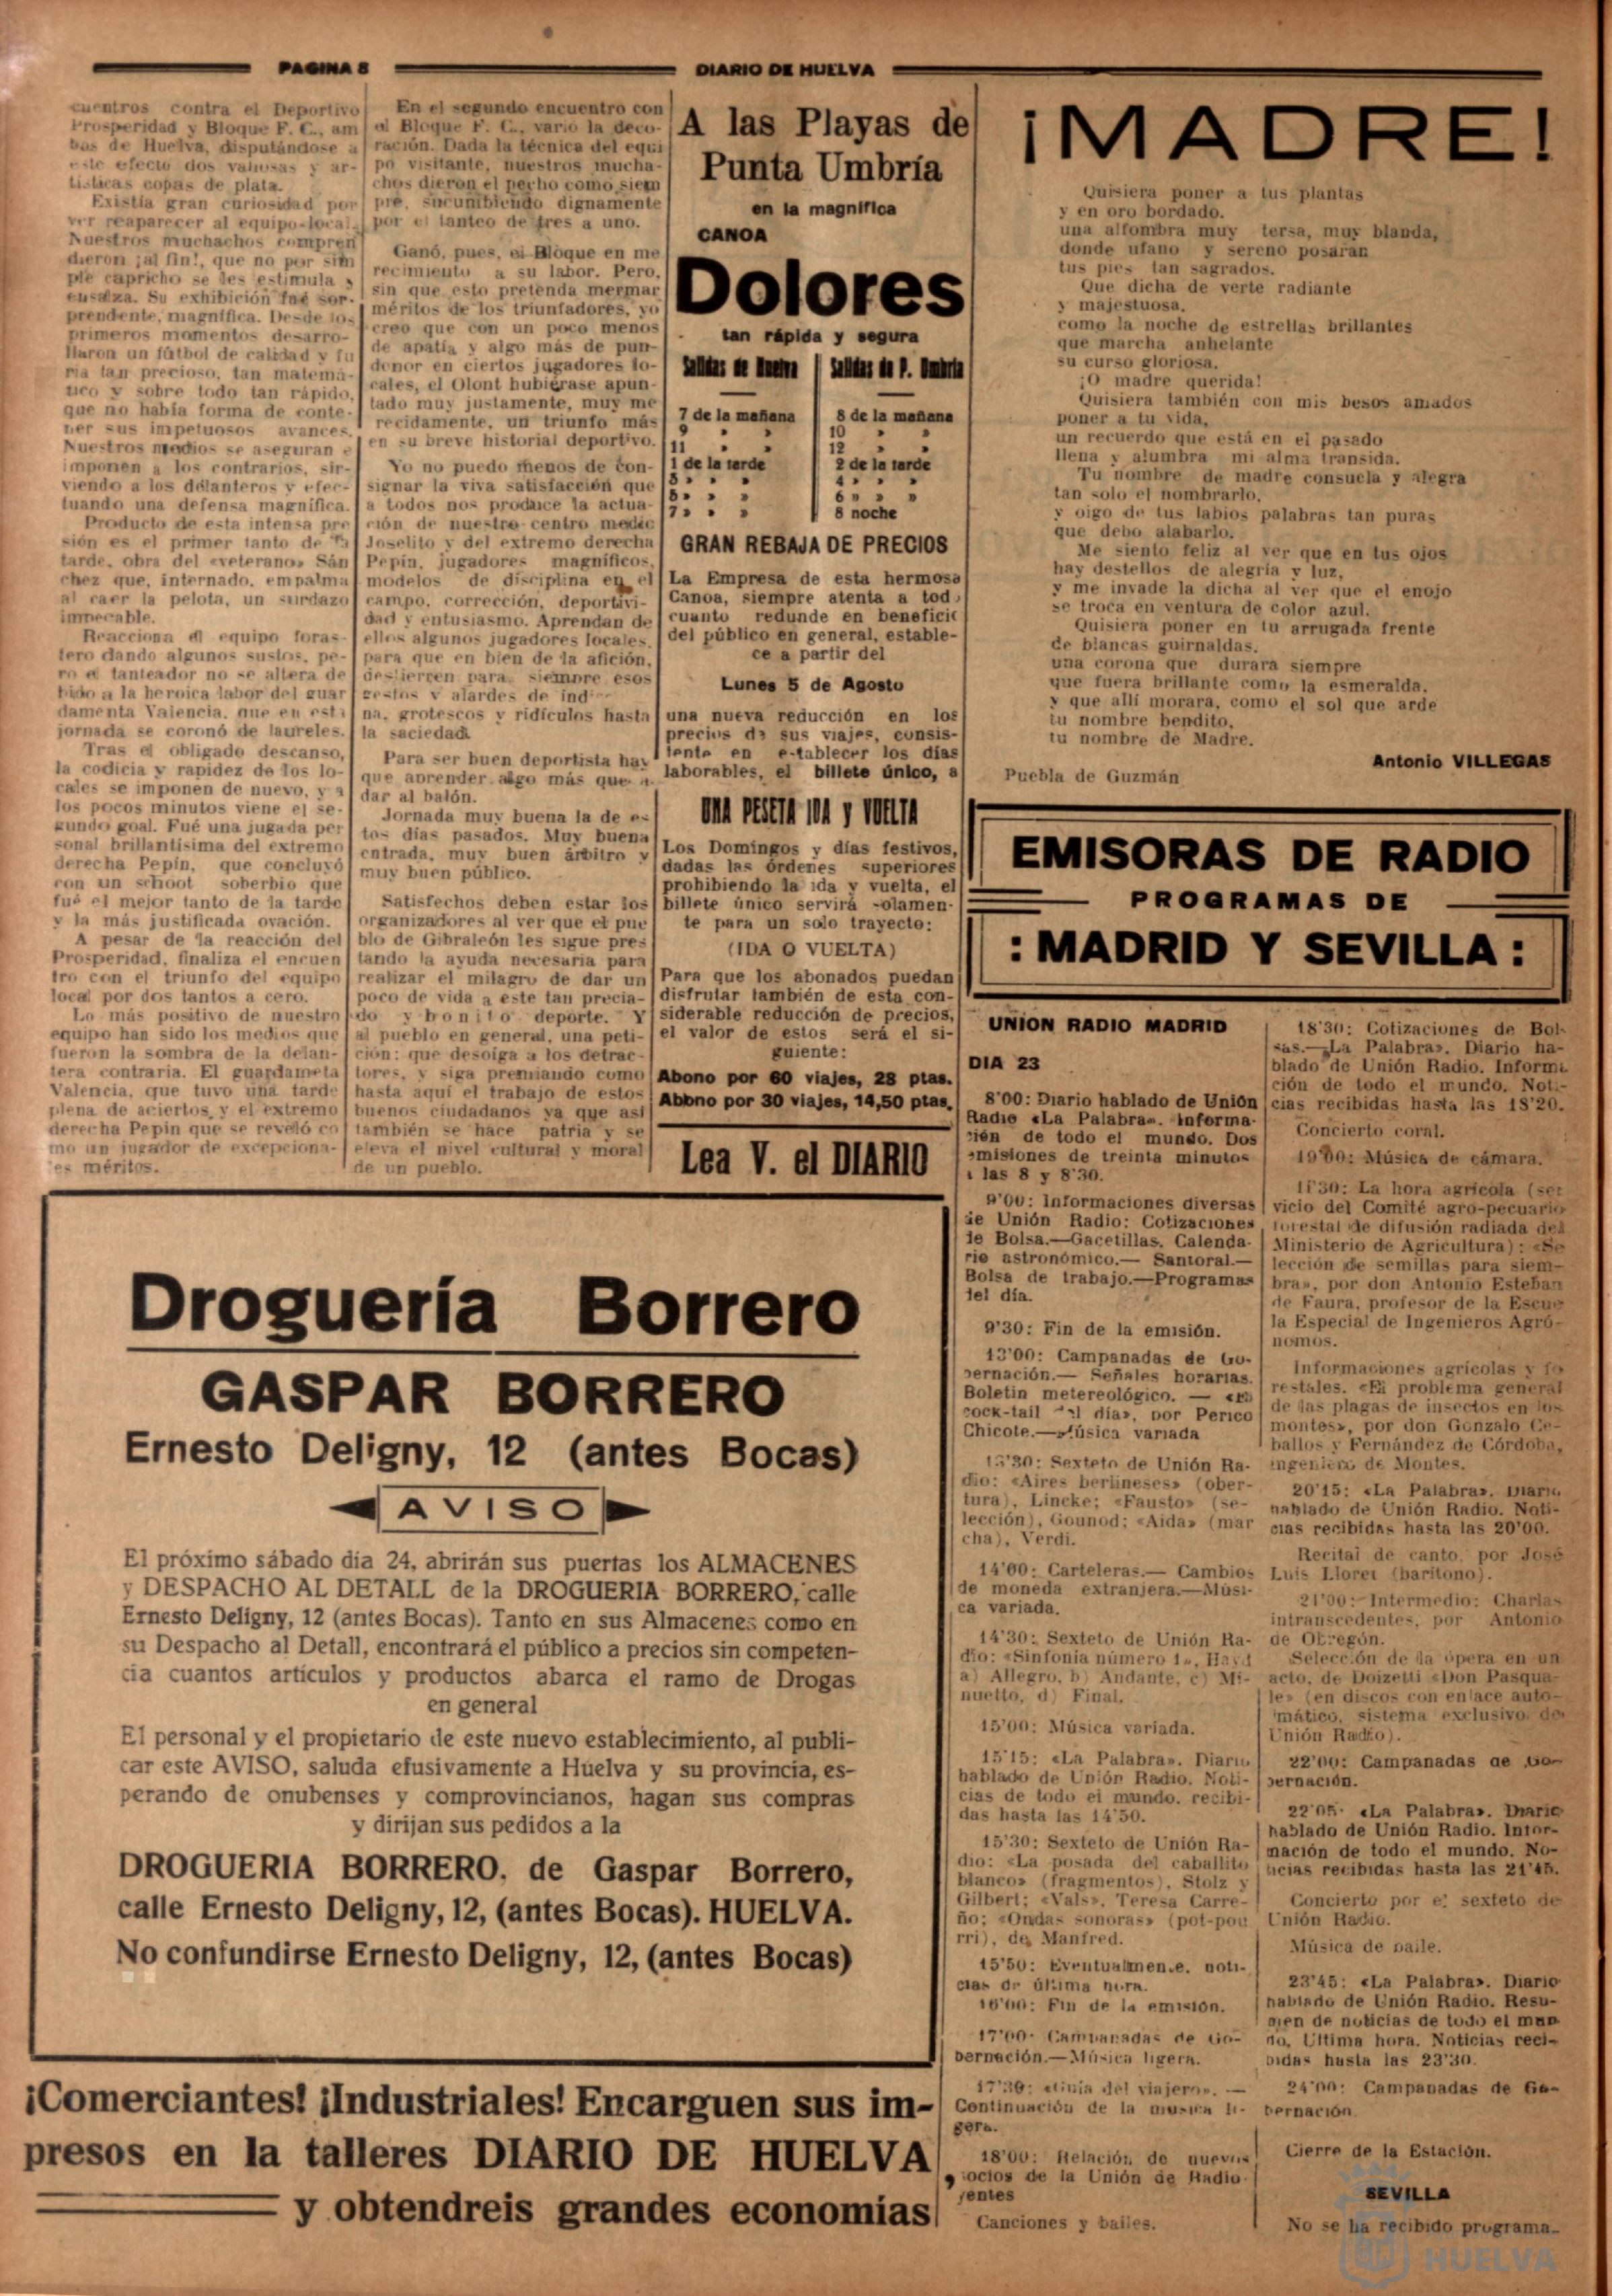 PAGINA 8
DIARIO DE HUELVA
cuentros contra el Deportivo
Prosperidad y Bloque F. C., am
bos de Huelva, disputándose a
este efecto dos valiosas y ar-
tísticas copas de plata.
Existía gran curiosidad por
ver reaparecer al equipo local.
Nuestros muchachos compren
dieron ¡al fin!, que no por sim
ple capricho se les estimula y
ensalza. Su exhibición fué sor-
prendente, magnífica. Desde los
primeros momentos desarro-
llaron un fútbol de calidad y fu
ria tan precioso, tan matemá-
tico y sobre todo tan rápido,
que no había forma de conte-
ner sus impetuosos avances.
Nuestros medios se aseguran e
imponen a los contrarios, sir-
viendo a los delanteros y efec-
tuando una defensa magnífica.
Producto de esta intensa pre
sión es el primer tanto de la
tarde, obra del «veterano» Sán
chez que, internado, empalma
al caer la pelota, un surdazo
impecable.
Reacciona el equipo foras-
tero dando algunos sustos, pe-
ro el tanteador no se altera de
bido a la heroica labor del guar
damenta Valencia, que en esta
jornada se coronó de laureles.
Tras el obligado descanso,
la codicia y rapidez de los lo-
cales se imponen de nuevo, y a
los pocos minutos viene el se-
gundo goal. Fué una jugada per
sonal brillantísima del extremo
derecha Pepín, que concluyó
con un schoot soberbio que
fué el mejor tanto de la tarde
y la más justificada ovación.
A pesar de la reacción del
Prosperidad, finaliza el encuen
tro con el triunfo del equipo
local por dos tantos a cero.
Lo más positivo de nuestro
equipo han sido los medios que
fueron la sombra de la delan-
tera contraria. El guardameta
Valencia, que tuvo una tarde
plena de aciertos y el extremo
derecha Pepín que se reveló co
mo un jugador de excepciona-
les méritos.
En el segundo encuentro con
el Bloque F. C., varió la deco-
ración. Dada la técnica del equi
po visitante, nuestros mucha-
chos dieron el pecho como siem
pre, sucumbiendo dignamente
por el tanteo de tres a uno.
Ganó, pues, el Bloque en me
recimiento a su labor. Pero,
sin que esto pretenda mermar
méritos de los triunfadores, yo
creo que con un poco menos
de apatía y algo más de pun-
donor en ciertos jugadores lo-
cales, el Olont hubiérase apun-
tado muy justamente, muy me
recidamente, un triunfo más
en su breve historial deportivo.
Yo no puedo menos de con-
signar la viva satisfacción que
a todos nos produce la actua-
ción de nuestro centro medio
Joselito y del extremo derecha
Pepín, jugadores magníficos,
modelos de disciplina en el
campo, corrección, deportivi-
dad y entusiasmo. Aprendan de
ellos algunos jugadores locales,
para que en bien de la afición,
destierren para siempre esos
gestos y alardes de
na, grotescos y ridículos hasta
la saciedad.
Para ser buen deportista hay
que aprender algo más que a
dar al balón.
Jornada muy buena la de es-
tos días pasados. Muy buena
entrada, muy buen árbitro y
muy buen público.
Satisfechos deben estar los
organizadores al ver que el pue
blo de Gibraleón les sigue pres
tando la ayuda necesaria para
realizar el milagro de dar un
poco de vida a este tan precia-
do y bonito deporte. Y
al pueblo en general, una peti-
ción: que desoiga a los detrac-
tores, y siga premiando como
hasta aquí el trabajo de estos
buenos ciudadanos ya que así
también se hace patria y se
eleva el nivel cultural y moral
de un pueblo.
A las Playas de
Punta Umbría
en la magnífica
CANOA
Dolores
tan rápida y segura
Salidas de Huelva
7 de la mañana
9 » »
11 » »
1 de la tarde
3 » » »
5 » » »
7 » » »
Salidas de P. Umbría
8 de la mañana
10 » »
12 » »
2 de la tarde
4 » » »
6 » » »
8 noche
GRAN REBAJA DE PRECIOS
La Empresa de esta hermosa
Canoa, siempre atenta a todo
cuanto redunde en beneficio
del público en general, estable-
ce a partir del
Lunes 5 de Agosto
una nueva reducción en los
precios de sus viajes, consis-
tente en establecer los días
laborables, el billete único, a
UNA PESETA IDA Y VUELTA
Los Domingos y días festivos,
dadas las órdenes superiores
prohibiendo la ida y vuelta, el
billete único servirá solamen-
te para un solo trayecto:
(IDA O VUELTA)
Para que los abonados puedan
disfrutar también de esta con-
siderable reducción de precios,
el valor de estos será el si-
guiente:
Abono por 60 viajes, 28 ptas.
Abono por 30 viajes, 14,50 ptas.
Lea V. el DIARIO
¡MADRE!
Quisiera poner a tus plantas
y en oro bordado.
una alfombra muy tersa, muy blanda,
donde ufano y sereno posaran
tus pies tan sagrados.
Que dicha de verte radiante
y majestuosa,
como la noche de estrellas brillantes
que marcha anhelante
su curso gloriosa.
¡O madre querida!
Quisiera también con mis besos amados
poner a tu vida,
un recuerdo que está en el pasado
llena y alumbra mi alma transida.
Tu nombre de madre consuela y alegra
tan solo el nombrarlo,
y oigo de tus labios palabras tan puras
que debo alabarlo.
Me siento feliz al ver que en tus ojos
hay destellos de alegría y luz,
y me invade la dicha al ver que el enojo
se troca en ventura de color azul.
Quisiera poner en tu arrugada frente
de blancas guirnaldas.
una corona que durara siempre
que fuera brillante como la esmeralda.
y que allí morara, como el sol que arde
tu nombre bendito,
tu nombre de Madre.
Antonio VILLEGAS
Puebla de Guzmán
EMISORAS DE RADIO
PROGRAMAS DE
: MADRID Y SEVILLA :
UNION RADIO MADRID
DIA 23
8'00: Diario hablado de Unión
Radio «La Palabra». Informa-
ción de todo el mundo. Dos
emisiones de treinta minutos
a las 8 y 8'30.
9'00: Informaciones diversas
de Unión Radio: Cotizaciones
de Bolsa.—Gacetillas. Calenda-
rio astronómico.— Santoral.—
Bolsa de trabajo.—Programas
del día.
9'30: Fin de la emisión.
13'00: Campanadas de Go-
bernación.— Señales horarias.
Boletín metereológico. — «El
cock-tail del día», por Perico
Chicote.—Música variada
13'30: Sexteto de Unión Ra-
dio: «Aires berlineses» (ober-
tura), Lincke; «Fausto» (se-
lección), Gounod; «Aida» (mar
cha), Verdi.
14'00: Carteleras.— Cambios
de moneda extranjera.—Músi-
ca variada.
14'30: Sexteto de Unión Ra-
dio: «Sinfonía número 1», Hayd
a) Allegro, b) Andante, c) Mi-
nuetto, d) Final.
15'00: Música variada.
15'15: «La Palabra». Diario
hablado de Unión Radio. Noti-
cias de todo el mundo. recibi-
das hasta las 14'50.
15'30: Sexteto de Unión Ra-
dio: «La posada del caballito
blanco» (fragmentos), Stolz y
Gilbert; «Vals», Teresa Carre-
ño; «Ondas sonoras» (pot-pou
rri), de Manfred.
15'50: Eventualmente, noti-
cias de última hora.
16'00: Fin de la emisión.
17'00: Campanadas de Go-
bernación.—Música ligera.
17'30: «Guía del viajero». —
Continuación de la música li-
gera.
18'00: Relación de nuevos
socios de la Unión de Radio-
yentes
Canciones y bailes.
18'30: Cotizaciones de Bol-
sas.—«La Palabra». Diario ha-
blado de Unión Radio. Informa
ción de todo el mundo. Noti-
cias recibidas hasta las 18'20.
Concierto coral.
19'00: Música de cámara.
1!'30: La hora agrícola (ser
vicio del Comité agro-pecuario
forestal de difusión radiada del
Ministerio de Agricultura): «Se
lección de semillas para siem-
bra», por don Antonio Esteban
de Faura, profesor de la Escue
la Especial de Ingenieros Agró-
nomos.
Informaciones agrícolas y fo
restales. «El problema general
de las plagas de insectos en los
montes», por don Gonzalo Ce-
ballos y Fernández de Córdoba,
ingeniero de Montes.
20'15: «La Palabra». Diario
hablado de Unión Radio. Noti-
cias recibidas hasta las 20'00.
Recital de canto, por José
Luis Lloret (barítono).
21'00: Intermedio: Charlas
intranscedentes, por Antonio
de Obregón.
Selección de la ópera en un
acto, de Doizetti «Don Pasqua-
le» (en discos con enlace auto-
mático, sistema exclusivo de
Unión Radio).
22'00: Campanadas de Go-
bernación.
22'05: «La Palabra». Diario
hablado de Unión Radio. Infor-
mación de todo el mundo. No-
ticias recibidas hasta las 21'45.
Concierto por el sexteto de
Unión Radio.
Música de baile.
23'45: «La Palabra». Diario
hablado de Unión Radio. Resu-
men de noticias de todo el mun
do. Ultima hora. Noticias reci-
bidas hasta las 23'30.
24'00: Campanadas de Go-
bernación.
Cierre de la Estación.
SEVILLA
No se ha recibido programa.
Droguería Borrero
GASPAR BORRERO
Ernesto Deligny, 12 (antes Bocas)
AVISO
El próximo sábado dia 24, abrirán sus puertas los ALMACENES
y DESPACHO AL DETALL de la DROGUERIA BORRERO, calle
Ernesto Deligny, 12 (antes Bocas). Tanto en sus Almacenes como en
su Despacho al Detall, encontrará el público a precios sin competen-
cia cuantos artículos y productos abarca el ramo de Drogas
en general
El personal y el propietario de este nuevo establecimiento, al publi-
car este AVISO, saluda efusivamente a Huelva y su provincia, es-
perando de onubenses y comprovincianos, hagan sus compras
y dirijan sus pedidos a la
DROGUERIA BORRERO, de Gaspar Borrero,
calle Ernesto Deligny, 12, (antes Bocas). HUELVA.
No confundirse Ernesto Deligny, 12, (antes Bocas)
¡Comerciantes! ¡Industriales! Encarguen sus im-
presos en la talleres DIARIO DE HUELVA
y obtendreis grandes economías
HUELVA